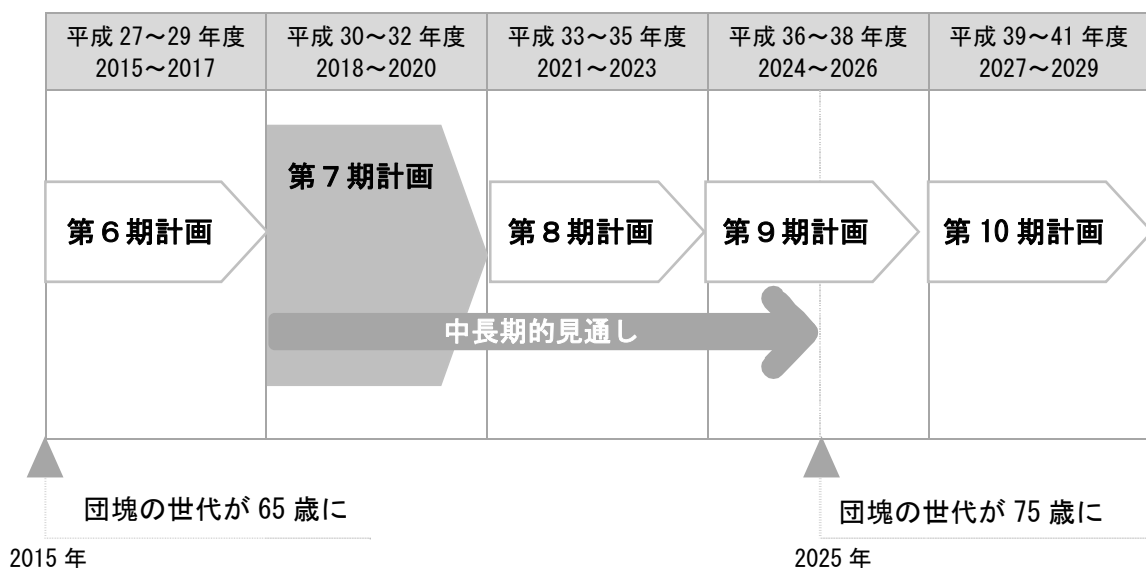 平成 27～29 年度
2015～2017
平成 30～32 年度
2018～2020
平成 33～35 年度
2021～2023
平成 36～38 年度
2024～2026
平成 39～41 年度
2027～2029
第６期計画
第７期計画
第８期計画
第９期計画
第 10 期計画
中長期的見通し
団塊の世代が 65 歳に
2015 年
団塊の世代が 75 歳に
2025 年